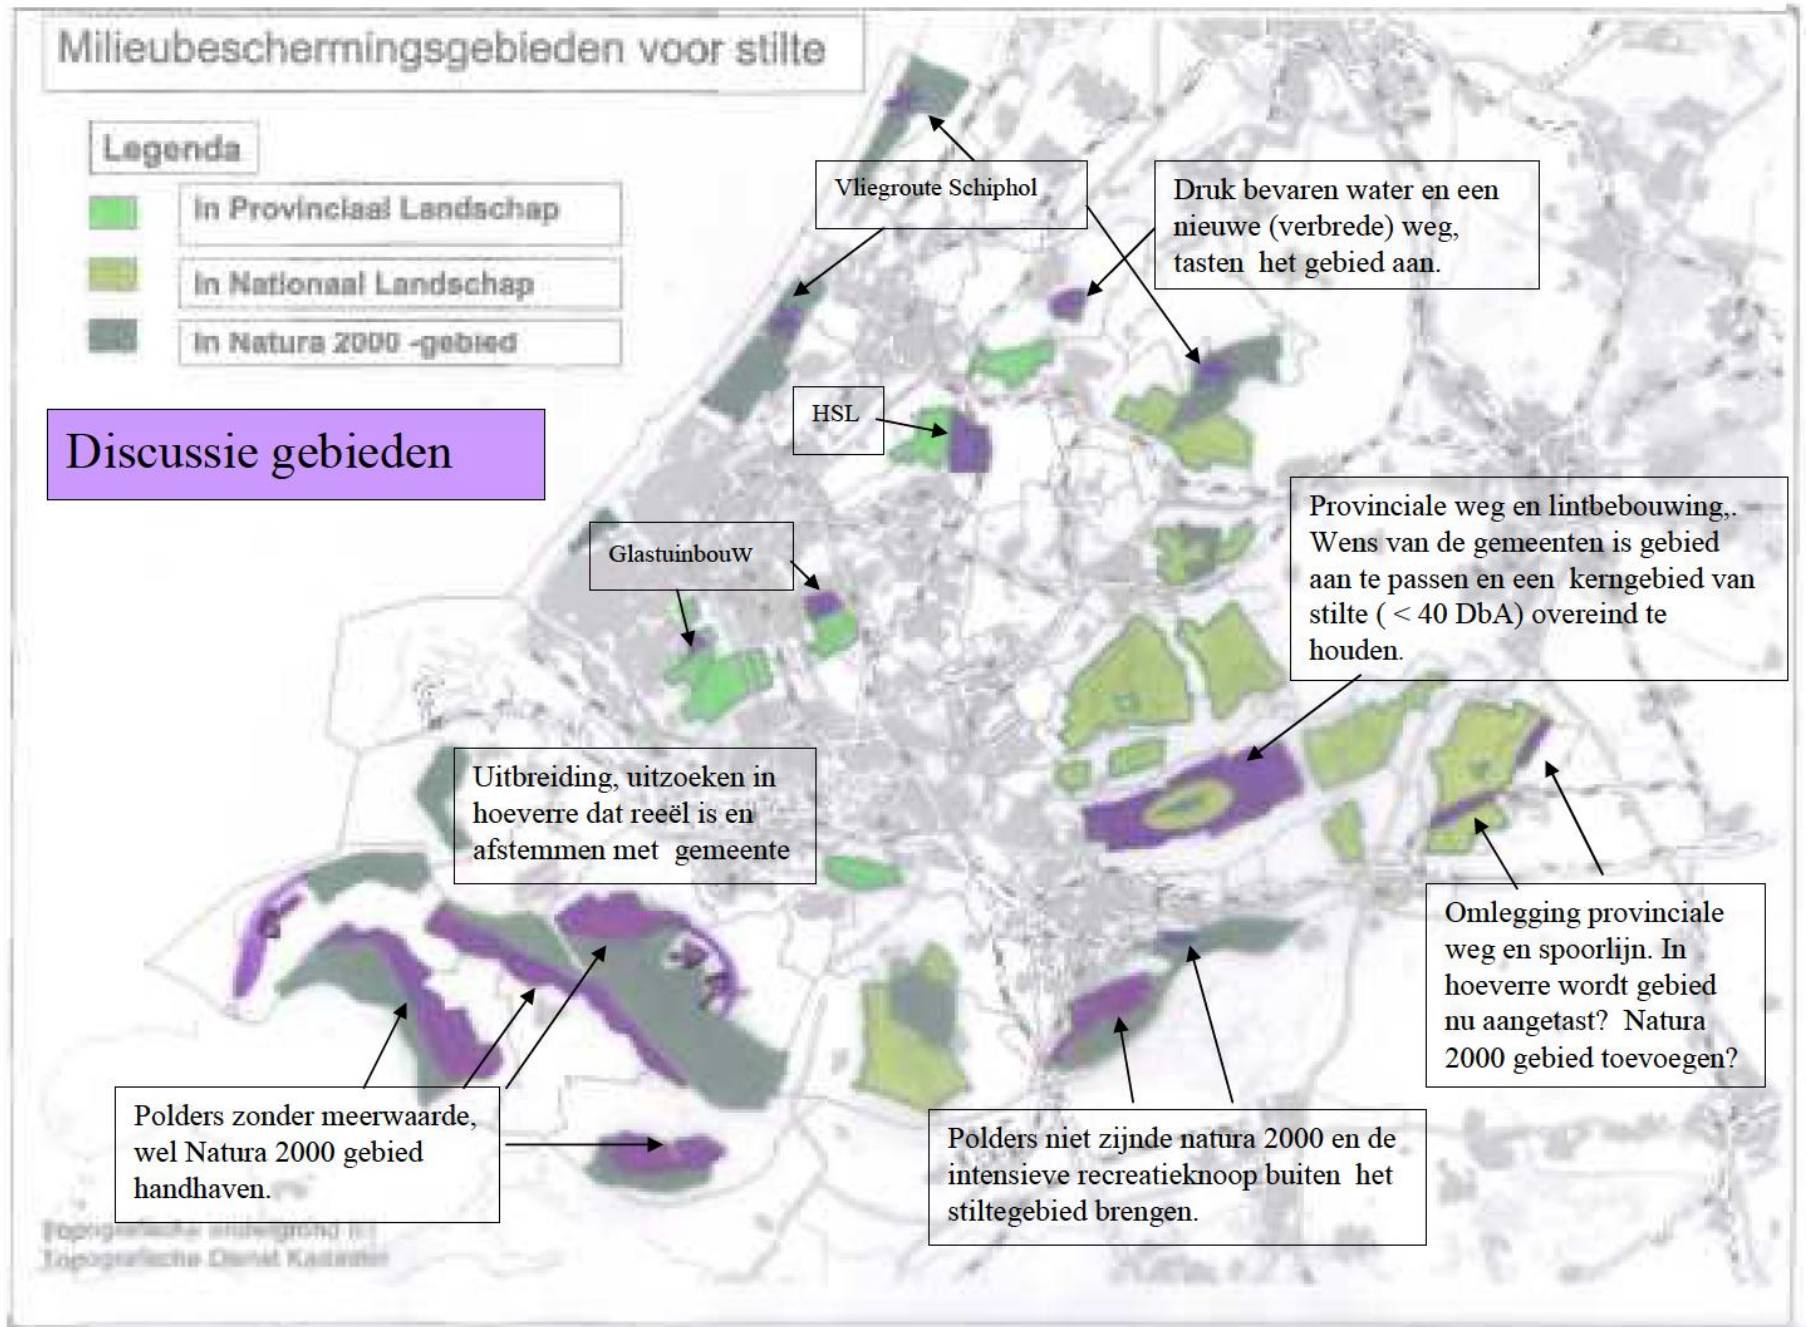 Milieubeschermingsgebieden voor stilte
Legenda
In Provinciaal Landschap
In Nationaal Landschap
In Natura 2000 -gebied
Discussie gebieden
Vliegroute Schiphol
Druk bevaren water en een
nieuwe (verbrede) weg,
tasten het gebied aan.
HSL
GlastuinbouW
Provinciale weg en lintbebouwing,.
Wens van de gemeenten is gebied
aan te passen en een kerngebied van
stilte ( < 40 DbA) overeind te
houden.
Uitbreiding, uitzoeken in
hoeverre dat reeël is en
afstemmen met gemeente
Omlegging provinciale
weg en spoorlijn. In
hoeverre wordt gebied
nu aangetast? Natura
2000 gebied toevoegen?
Polders zonder meerwaarde,
wel Natura 2000 gebied
handhaven.
Polders niet zijnde natura 2000 en de
intensieve recreatieknoop buiten het
stiltegebied brengen.
Topografische ondergrond
Topografische Dienst Kadaster